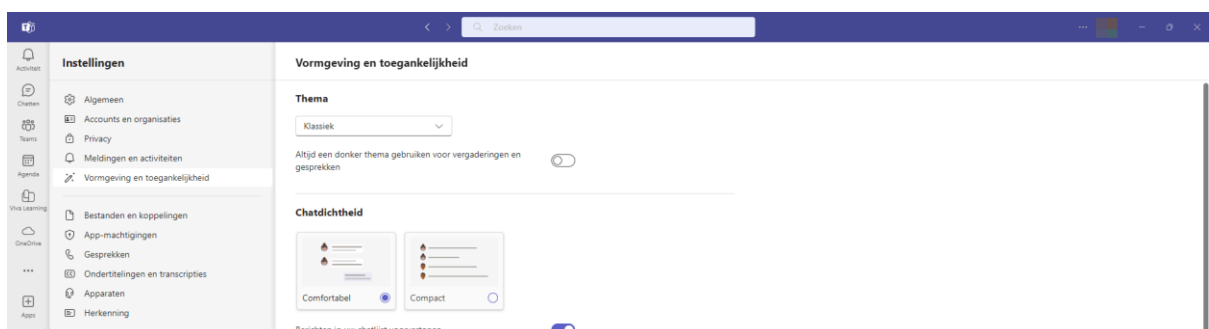 Zoeken
Activiteit
Chatten
Teams
Agenda
Viva Learning
OneDrive
Apps
Instellingen
Algemeen
Accounts en organisaties
Privacy
Meldingen en activiteiten
Vormgeving en toegankelijkheid
Bestanden en koppelingen
App-machtigingen
Gesprekken
Ondertitelingen en transcripties
Apparaten
Herkenning
Vormgeving en toegankelijkheid
Thema
Klassiek
Altijd een donker thema gebruiken voor vergaderingen en
gesprekken
Chatdichtheid
Comfortabel
Compact